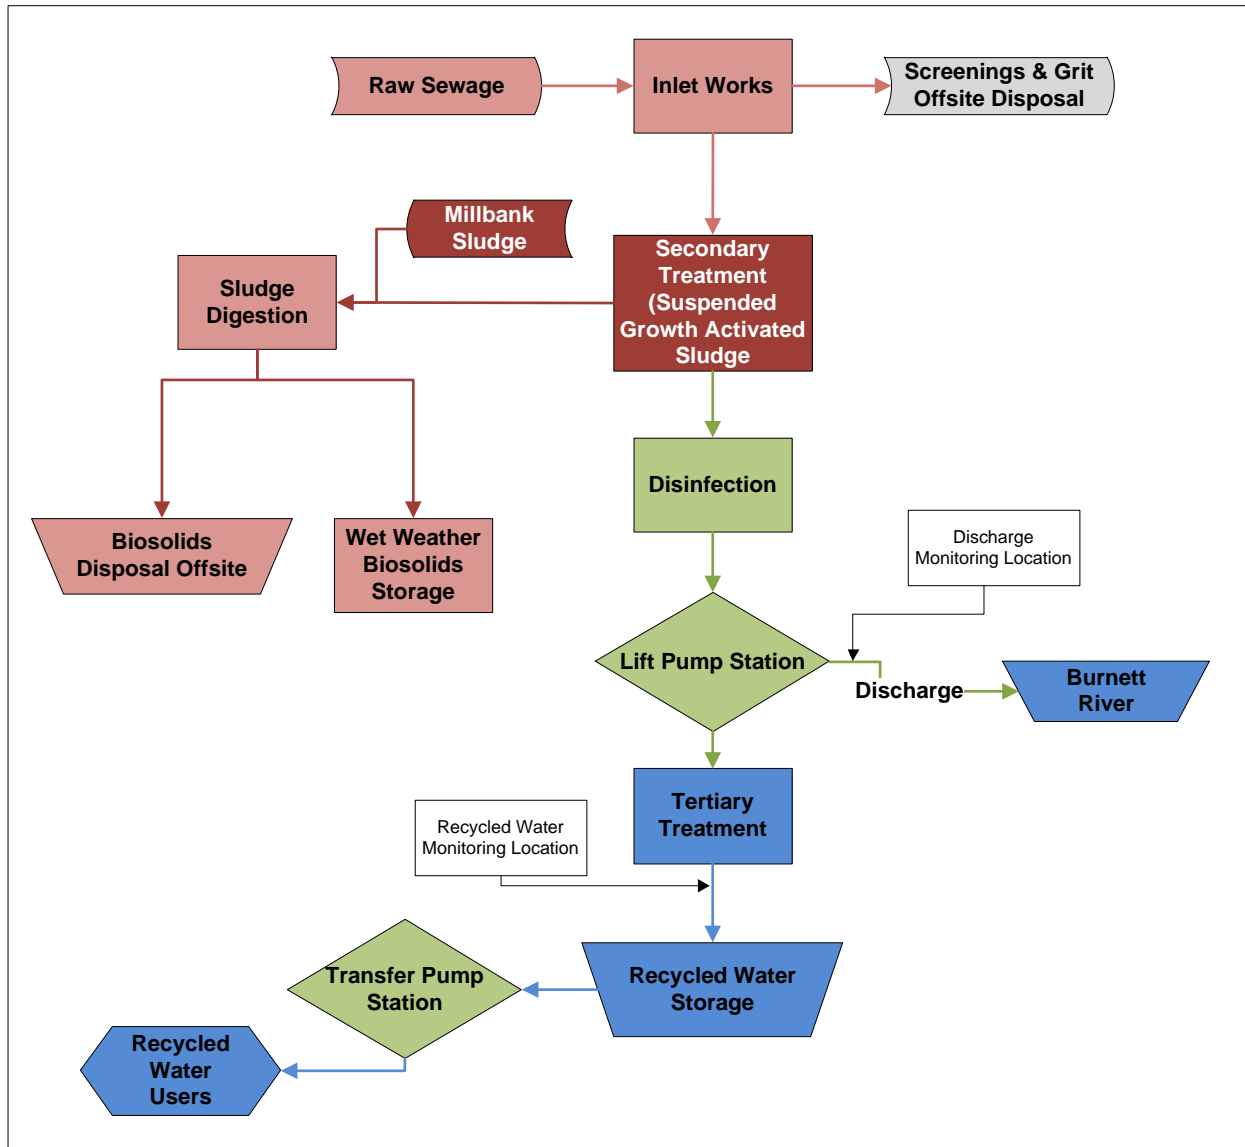 Raw Sewage
Inlet Works
Screenings & Grit
Offsite Disposal
Millbank
Sludge
Secondary
Treatment
(Suspended
Growth Activated
Sludge
Sludge
Digestion
Biosolids
Disposal Offsite
Wet Weather
Biosolids
Storage
Disinfection
Discharge
Monitoring Location
Lift Pump Station
Discharge
Burnett
River
Tertiary
Treatment
Recycled Water
Monitoring Location
Recycled Water
Storage
Transfer Pump
Station
Recycled
Water
Users